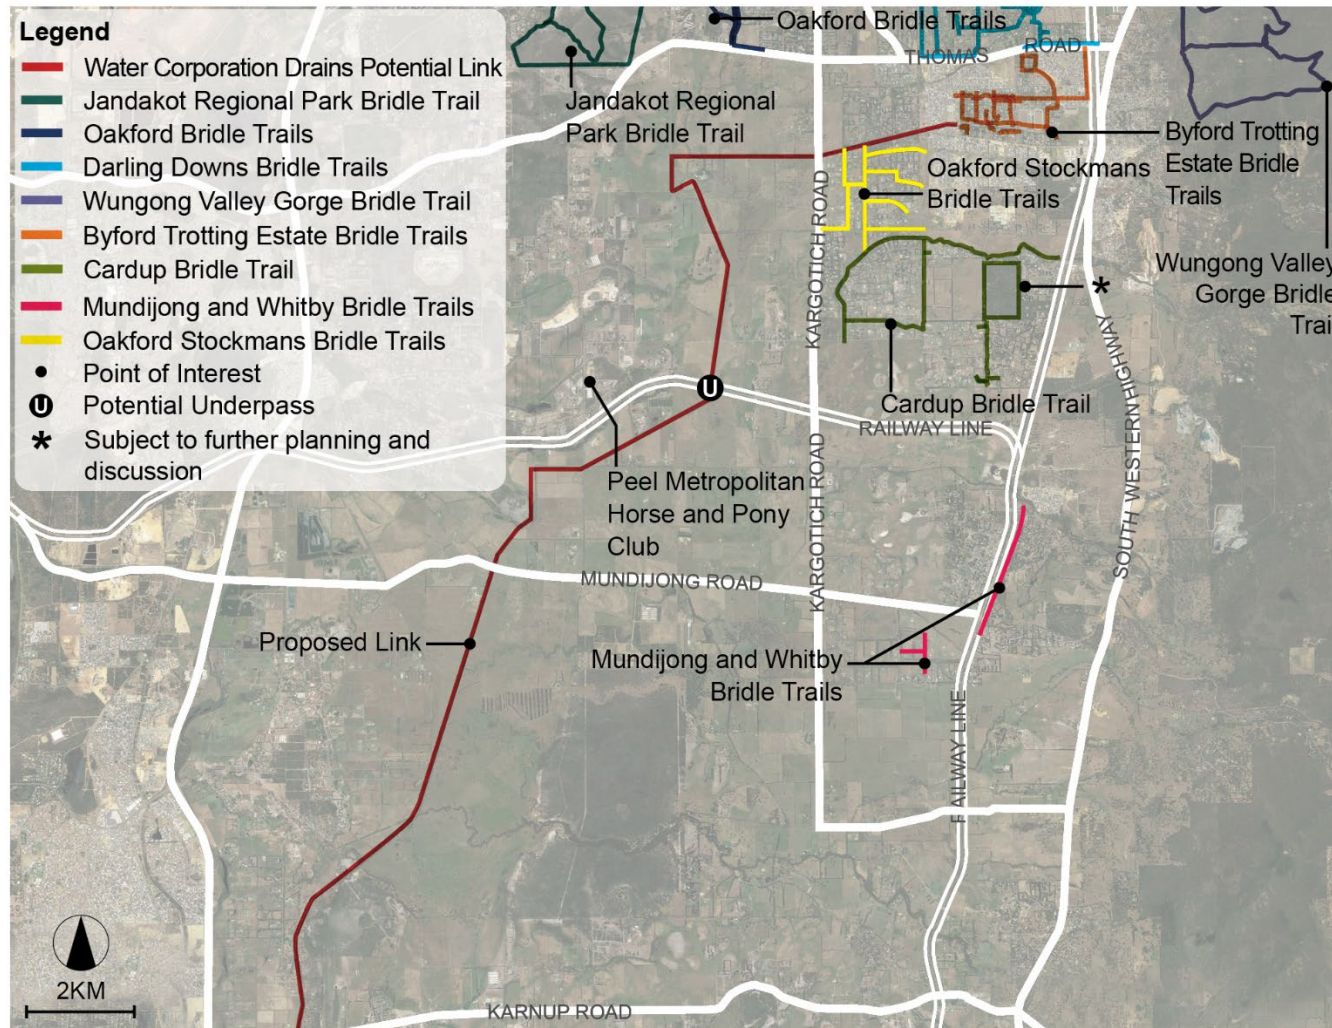 Legend
Water Corporation Drains Potential Link
Jandakot Regional Park Bridle Trail
Oakford Bridle Trails
Darling Downs Bridle Trails
Wungong Valley Gorge Bridle Trail
Byford Trotting Estate Bridle Trails
Cardup Bridle Trail
Mundijong and Whitby Bridle Trails
Oakford Stockmans Bridle Trails
Point of Interest
U
Potential Underpass
*
Subject to further planning and
discussion
Oakford Bridle Trails
THOMAS ROAD
Jandakot Regional
Park Bridle Trail
Byford Trotting
Estate Bridle
Trails
Oakford Stockmans
Bridle Trails
KARGOTICH ROAD
Wungong Valley
Gorge Bridle
Trail
*
U
Cardup Bridle Trail
RAILWAY LINE
SOUTH WESTERN HIGHWAY
Peel Metropolitan
Horse and Pony
Club
KARGOTICH ROAD
MUNDIJONG ROAD
Proposed Link
Mundijong and Whitby
Bridle Trails
RAILWAY LINE
2KM
KARNUP ROAD